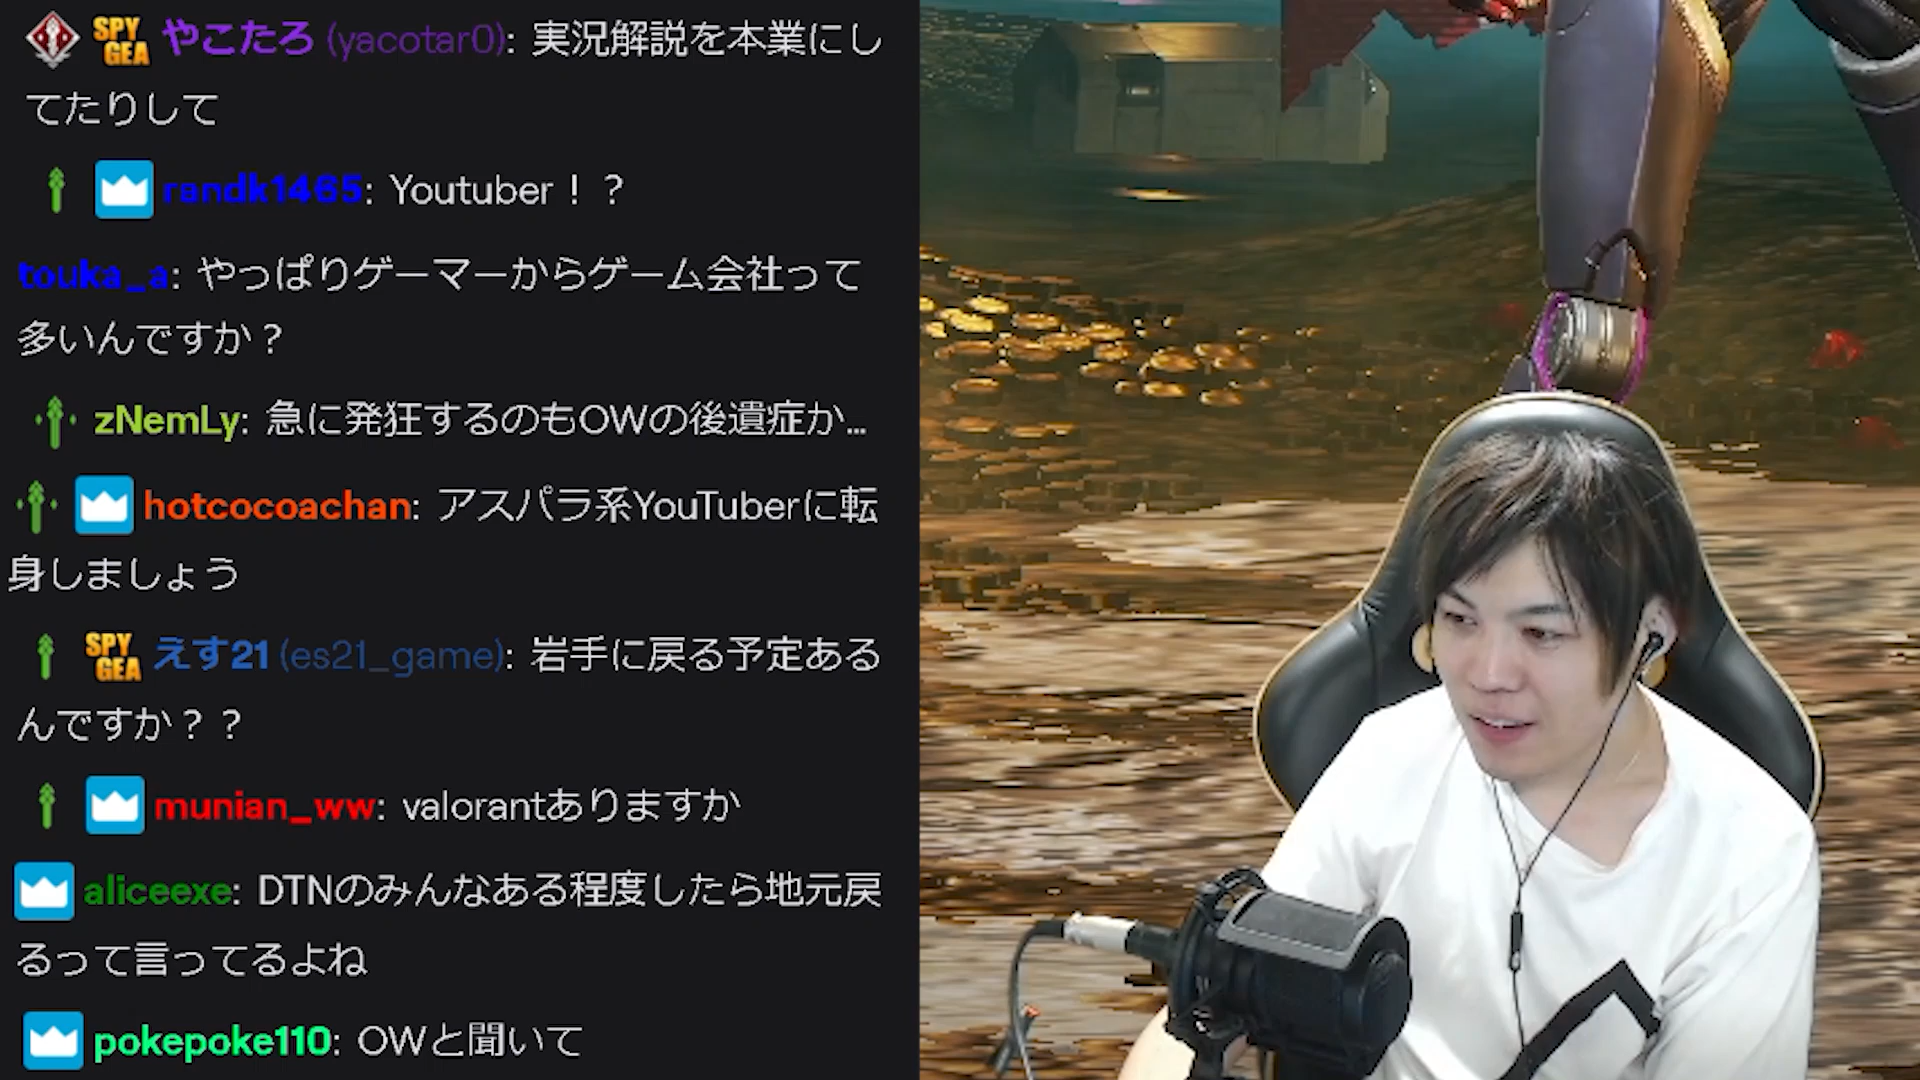 SPY GEA やこたろ (yacotar0): 実況解説を本業にし
てたりして
randk1465: Youtuber！？
touka_a: やっぱりゲーマーからゲーム会社って
多いんですか？
zNemLy: 急に発狂するのもOWの後遺症か...
hotcocoachan: アスパラ系YouTuberに転
身しましょう
SPY GEA えす21 (es21_game): 岩手に戻る予定ある
んですか？？
munian_ww: valorantありますか
aliceexe: DTNのみんなある程度したら地元戻
るって言ってるよね
pokepoke110: OWと聞いて